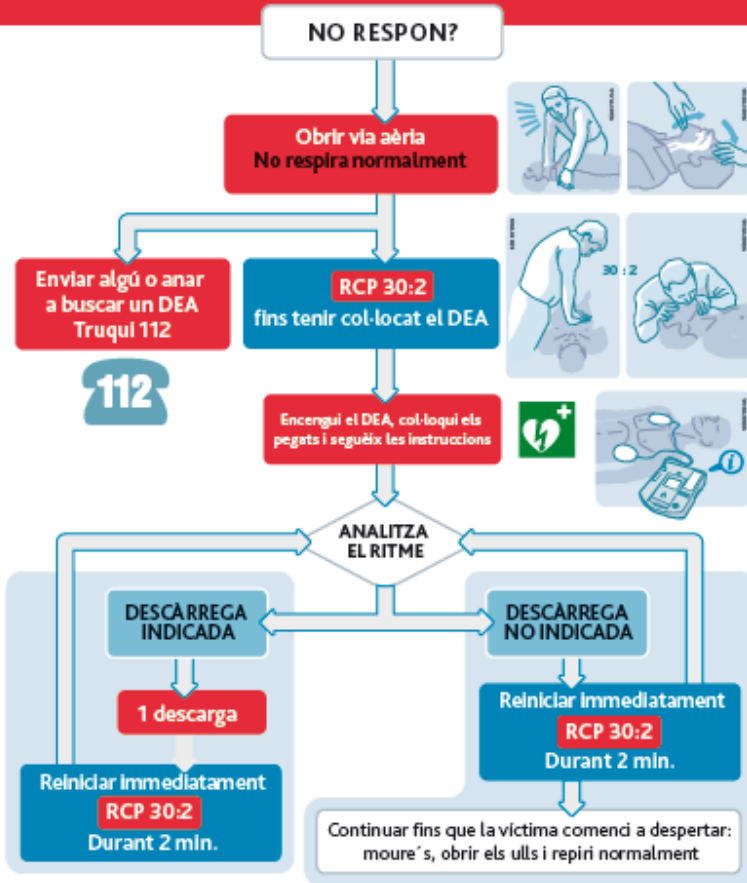 NO RESPON?
Obrir via aèria
No respira normalment
Enviar algú o anar
a buscar un DEA
Truqui 112
RCP 30:2
fins tenir col·locat el DEA
30 : 2
112
Encengui el DEA, col·loqui els
pegats i seguèix les instruccions
i
ANALITZA
EL RITME
DESCÀRREGA
INDICADA
DESCÀRREGA
NO INDICADA
1 descarga
Reiniciar immediatament
RCP 30:2
Durant 2 min.
Reiniciar immediatament
RCP 30:2
Durant 2 min.
Continuar fins que la víctima comenci a despertar:
moure´s, obrir els ulls i repiri normalment